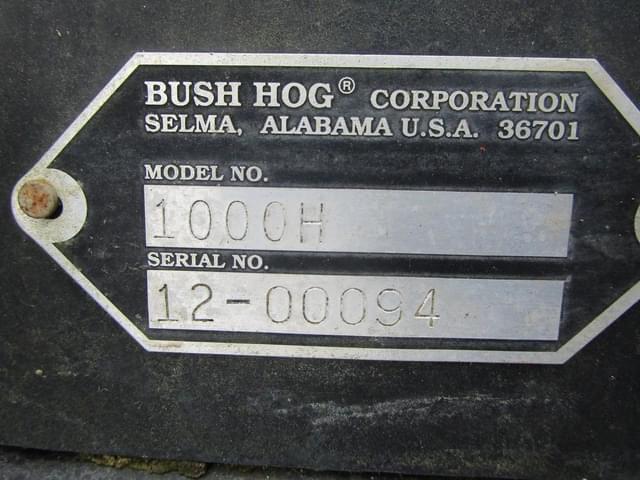 BUSH HOG® CORPORATION
SELMA, ALABAMA U.S.A. 36701
MODEL NO.
1000H
SERIAL NO.
12-00094